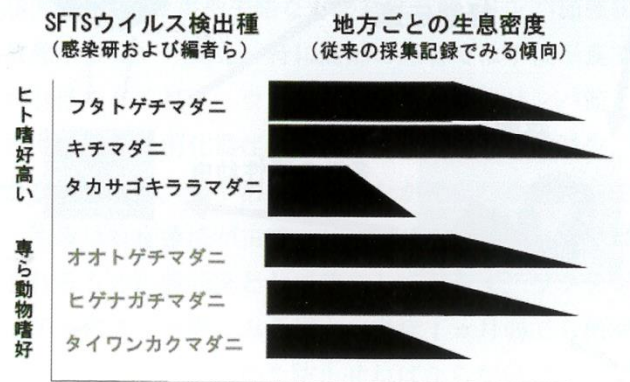 SFTSウイルス検出種
(感染研および編者ら)
地方ごとの生息密度
(従来の採集記録でみる傾向)
ヒト嗜好高い
フタトゲチマダニ
キチマダニ
タカサゴキララマダニ
専ら動物嗜好
オオトゲチマダニ
ヒゲナガチマダニ
タイワンカクマダニ